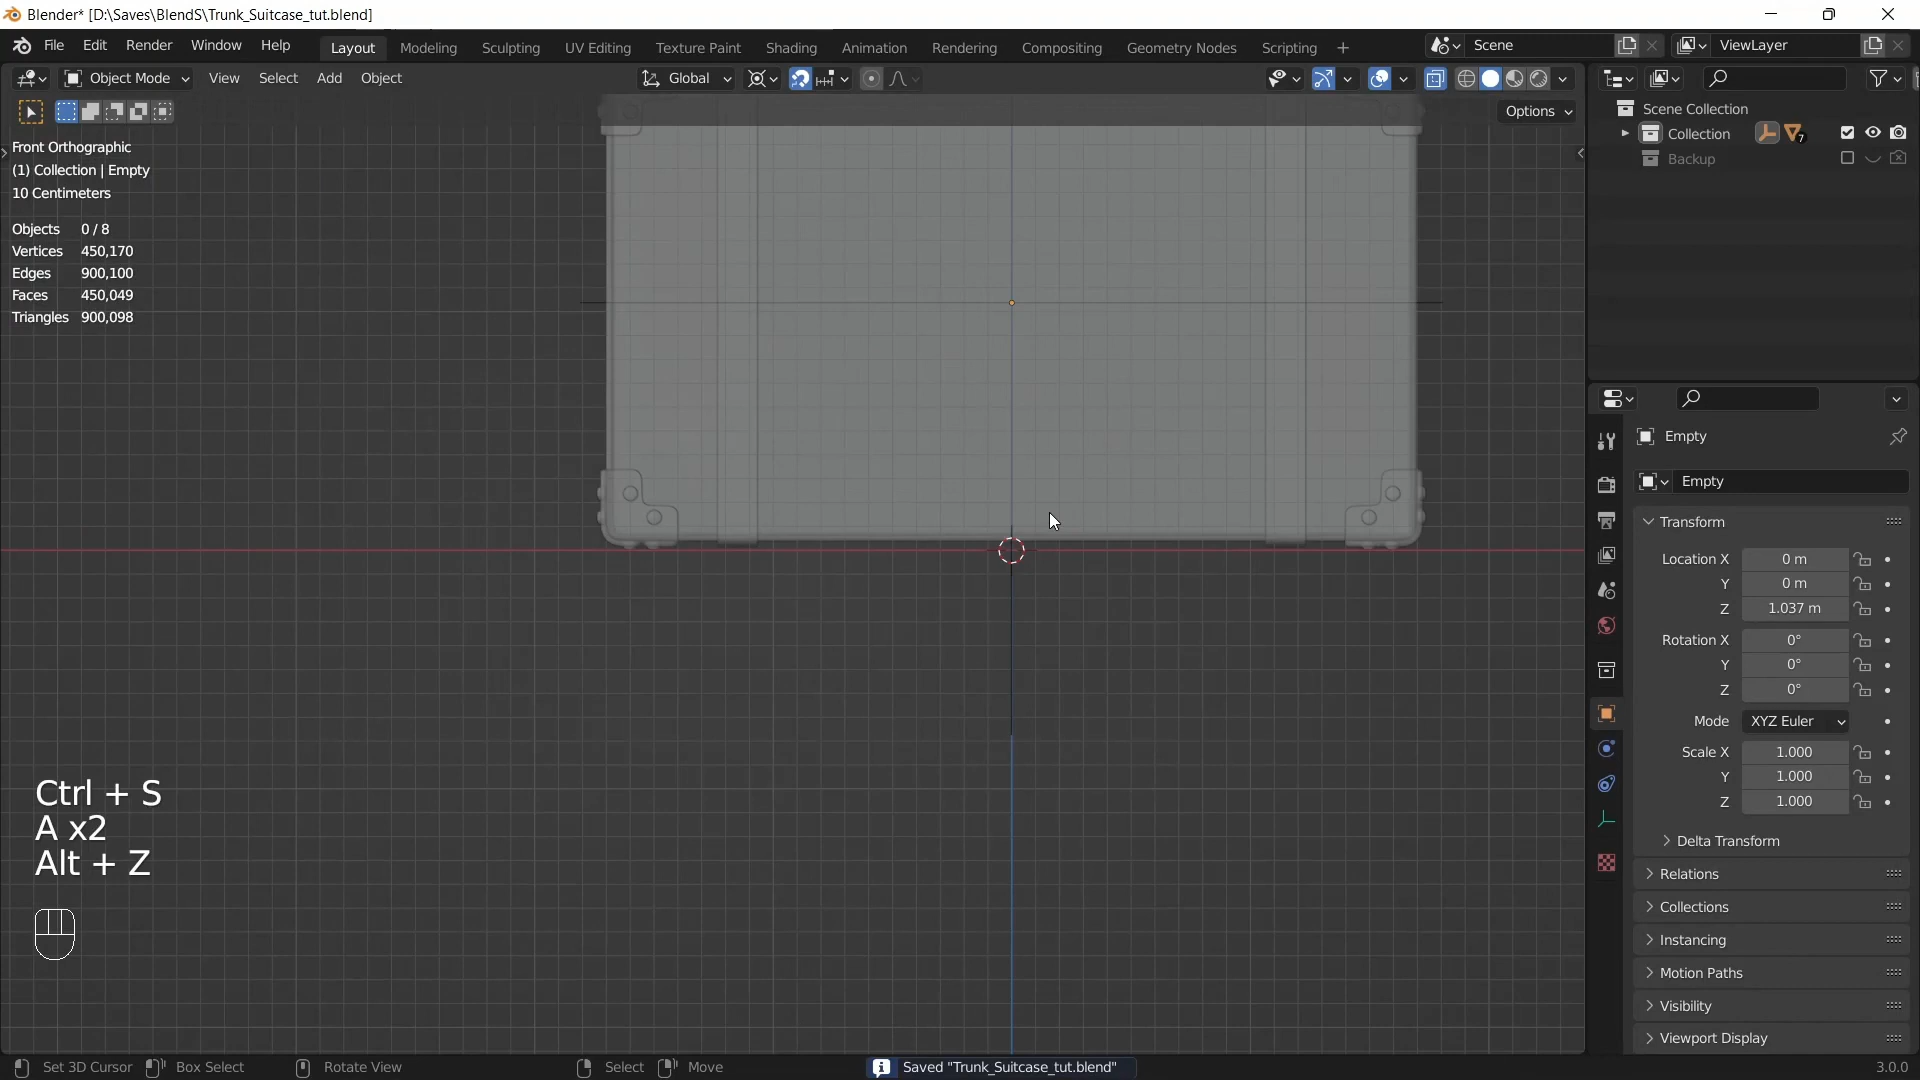 Blender* [D:\Saves\BlendS\Trunk_Suitcase_tut.blend]
File Edit Render Window Help Layout Modeling Sculpting UV Editing Texture Paint Shading Animation Rendering Compositing Geometry Nodes Scripting + Scene ViewLayer
Object Mode View Select Add Object Global
Options
Scene Collection
Collection 7
Backup
Front Orthographic
(1) Collection | Empty
10 Centimeters
Objects 0 / 8
Vertices 450,170
Edges 900,100
Faces 450,049
Triangles 900,098
Empty
Empty
Transform
Location X 0 m
Y 0 m
Z 1.037 m
Rotation X 0°
Y 0°
Z 0°
Mode XYZ Euler
Scale X 1.000
Y 1.000
Z 1.000
Delta Transform
Relations
Collections
Instancing
Motion Paths
Visibility
Viewport Display
Ctrl + S
A x2
Alt + Z
Set 3D Cursor Box Select Rotate View Select Move Saved "Trunk_Suitcase_tut.blend" 3.0.0